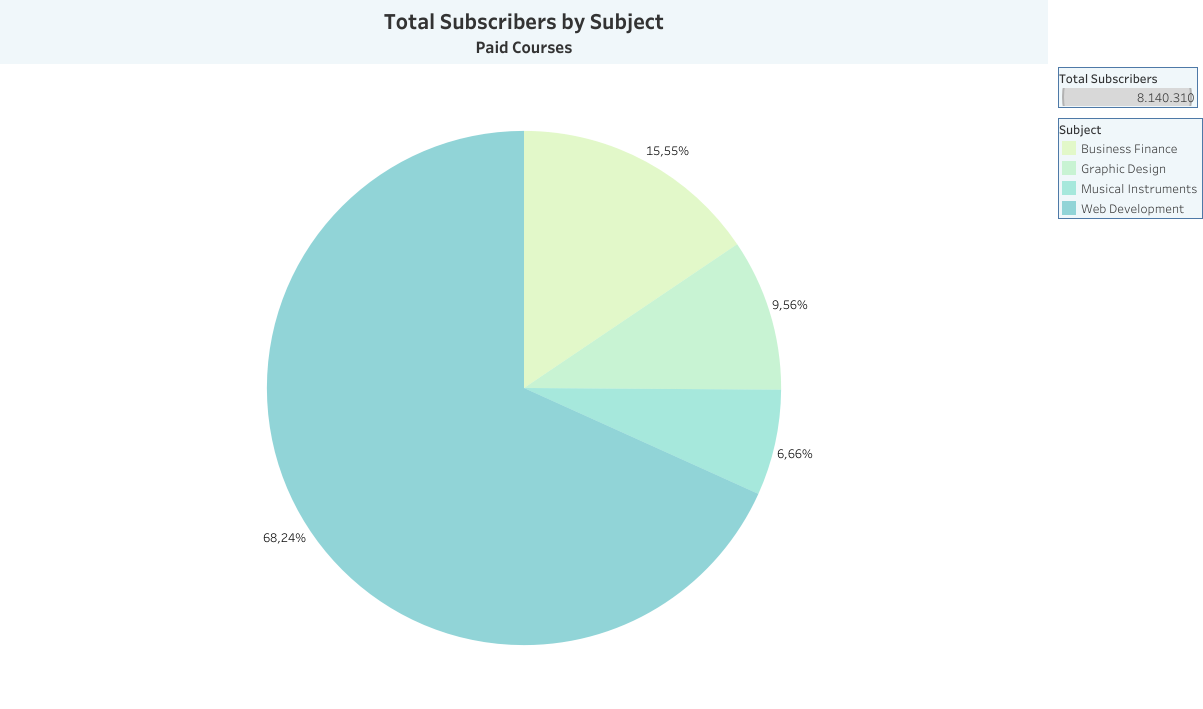 Total Subscribers by Subject
Paid Courses
Total Subscribers
8.140.310
Subject
Business Finance
Graphic Design
Musical Instruments
Web Development
15,55%
9,56%
6,66%
68,24%